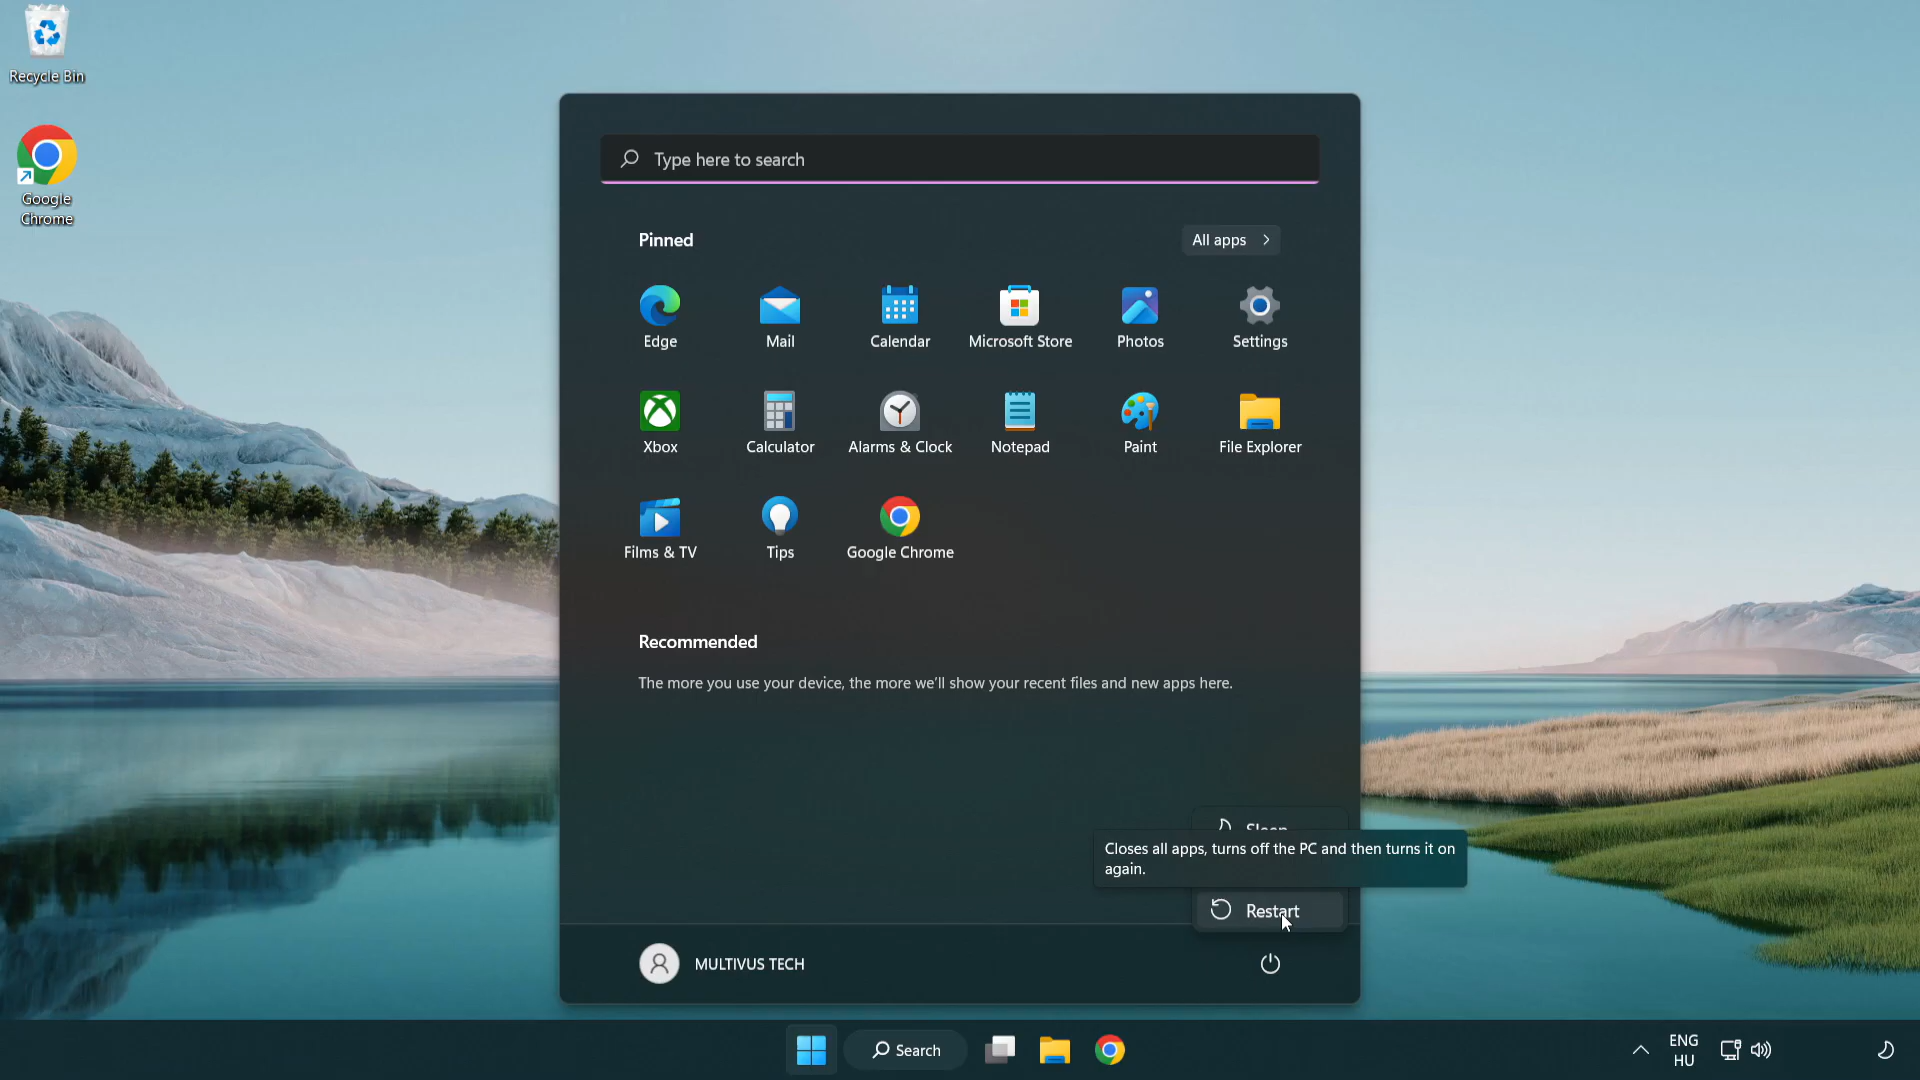 Recycle Bin
Google
Chrome
Type here to search
Pinned
All apps
Edge
Mail
Calendar
Microsoft Store
Photos
Settings
Xbox
Calculator
Alarms & Clock
Notepad
Paint
File Explorer
Films & TV
Tips
Google Chrome
Recommended
The more you use your device, the more we'll show your recent files and new apps here.
Sleep
Closes all apps, turns off the PC and then turns it on
again.
Restart
MULTIVUS TECH
Search
ENG
HU